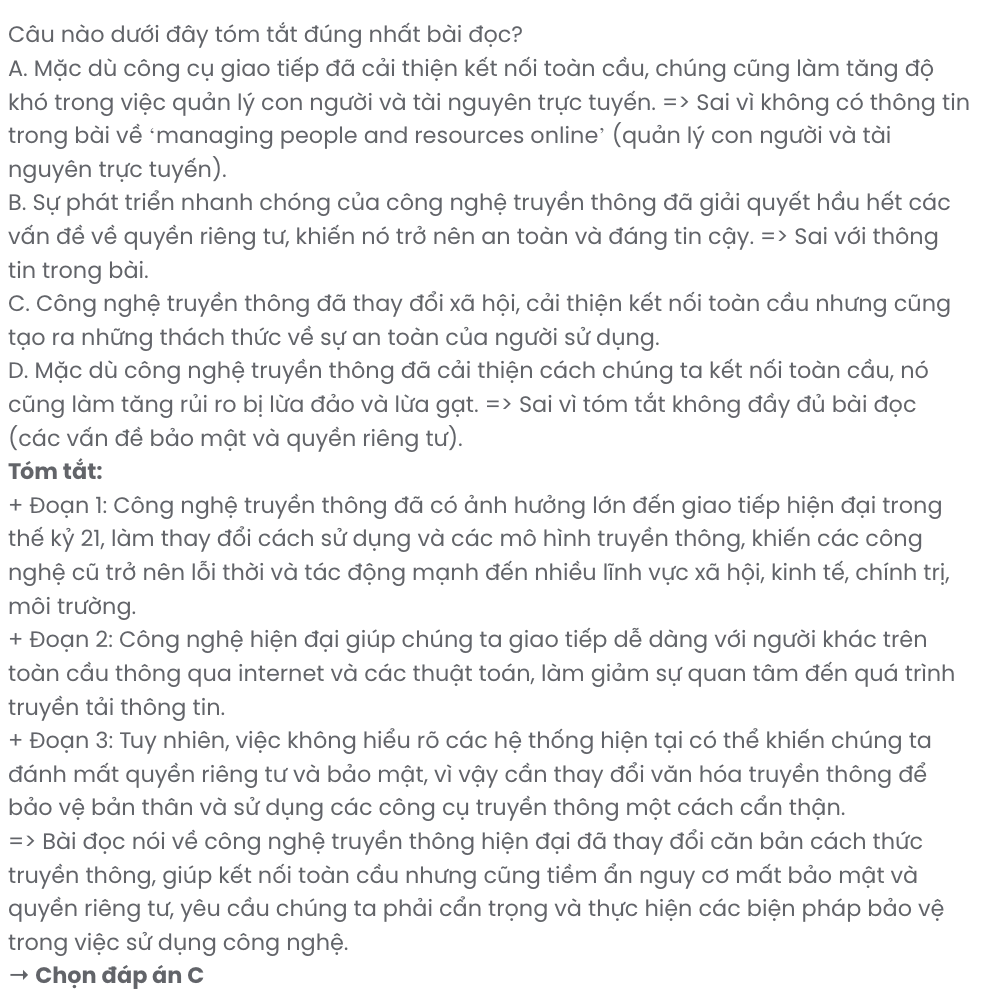 Câu nào dưới đây tóm tắt đúng nhất bài đọc?
A. Mặc dù công cụ giao tiếp đã cải thiện kết nối toàn cầu, chúng cũng làm tăng độ
khó trong việc quản lý con người và tài nguyên trực tuyến. => Sai vì không có thông tin
trong bài về ‘managing people and resources online’ (quản lý con người và tài
nguyên trực tuyến).
B. Sự phát triển nhanh chóng của công nghệ truyền thông đã giải quyết hầu hết các
vấn đề về quyền riêng tư, khiến nó trở nên an toàn và đáng tin cậy. => Sai với thông
tin trong bài.
C. Công nghệ truyền thông đã thay đổi xã hội, cải thiện kết nối toàn cầu nhưng cũng
tạo ra những thách thức về sự an toàn của người sử dụng.
D. Mặc dù công nghệ truyền thông đã cải thiện cách chúng ta kết nối toàn cầu, nó
cũng làm tăng rủi ro bị lừa đảo và lừa gạt. => Sai vì tóm tắt không đầy đủ bài đọc
(các vấn đề bảo mật và quyền riêng tư).
Tóm tắt:
+ Đoạn 1: Công nghệ truyền thông đã có ảnh hưởng lớn đến giao tiếp hiện đại trong
thế kỷ 21, làm thay đổi cách sử dụng và các mô hình truyền thông, khiến các công
nghệ cũ trở nên lỗi thời và tác động mạnh đến nhiều lĩnh vực xã hội, kinh tế, chính trị,
môi trường.
+ Đoạn 2: Công nghệ hiện đại giúp chúng ta giao tiếp dễ dàng với người khác trên
toàn cầu thông qua internet và các thuật toán, làm giảm sự quan tâm đến quá trình
truyền tải thông tin.
+ Đoạn 3: Tuy nhiên, việc không hiểu rõ các hệ thống hiện tại có thể khiến chúng ta
đánh mất quyền riêng tư và bảo mật, vì vậy cần thay đổi văn hóa truyền thông để
bảo vệ bản thân và sử dụng các công cụ truyền thông một cách cẩn thận.
=> Bài đọc nói về công nghệ truyền thông hiện đại đã thay đổi căn bản cách thức
truyền thông, giúp kết nối toàn cầu nhưng cũng tiềm ẩn nguy cơ mất bảo mật và
quyền riêng tư, yêu cầu chúng ta phải cẩn trọng và thực hiện các biện pháp bảo vệ
trong việc sử dụng công nghệ.
→ Chọn đáp án C